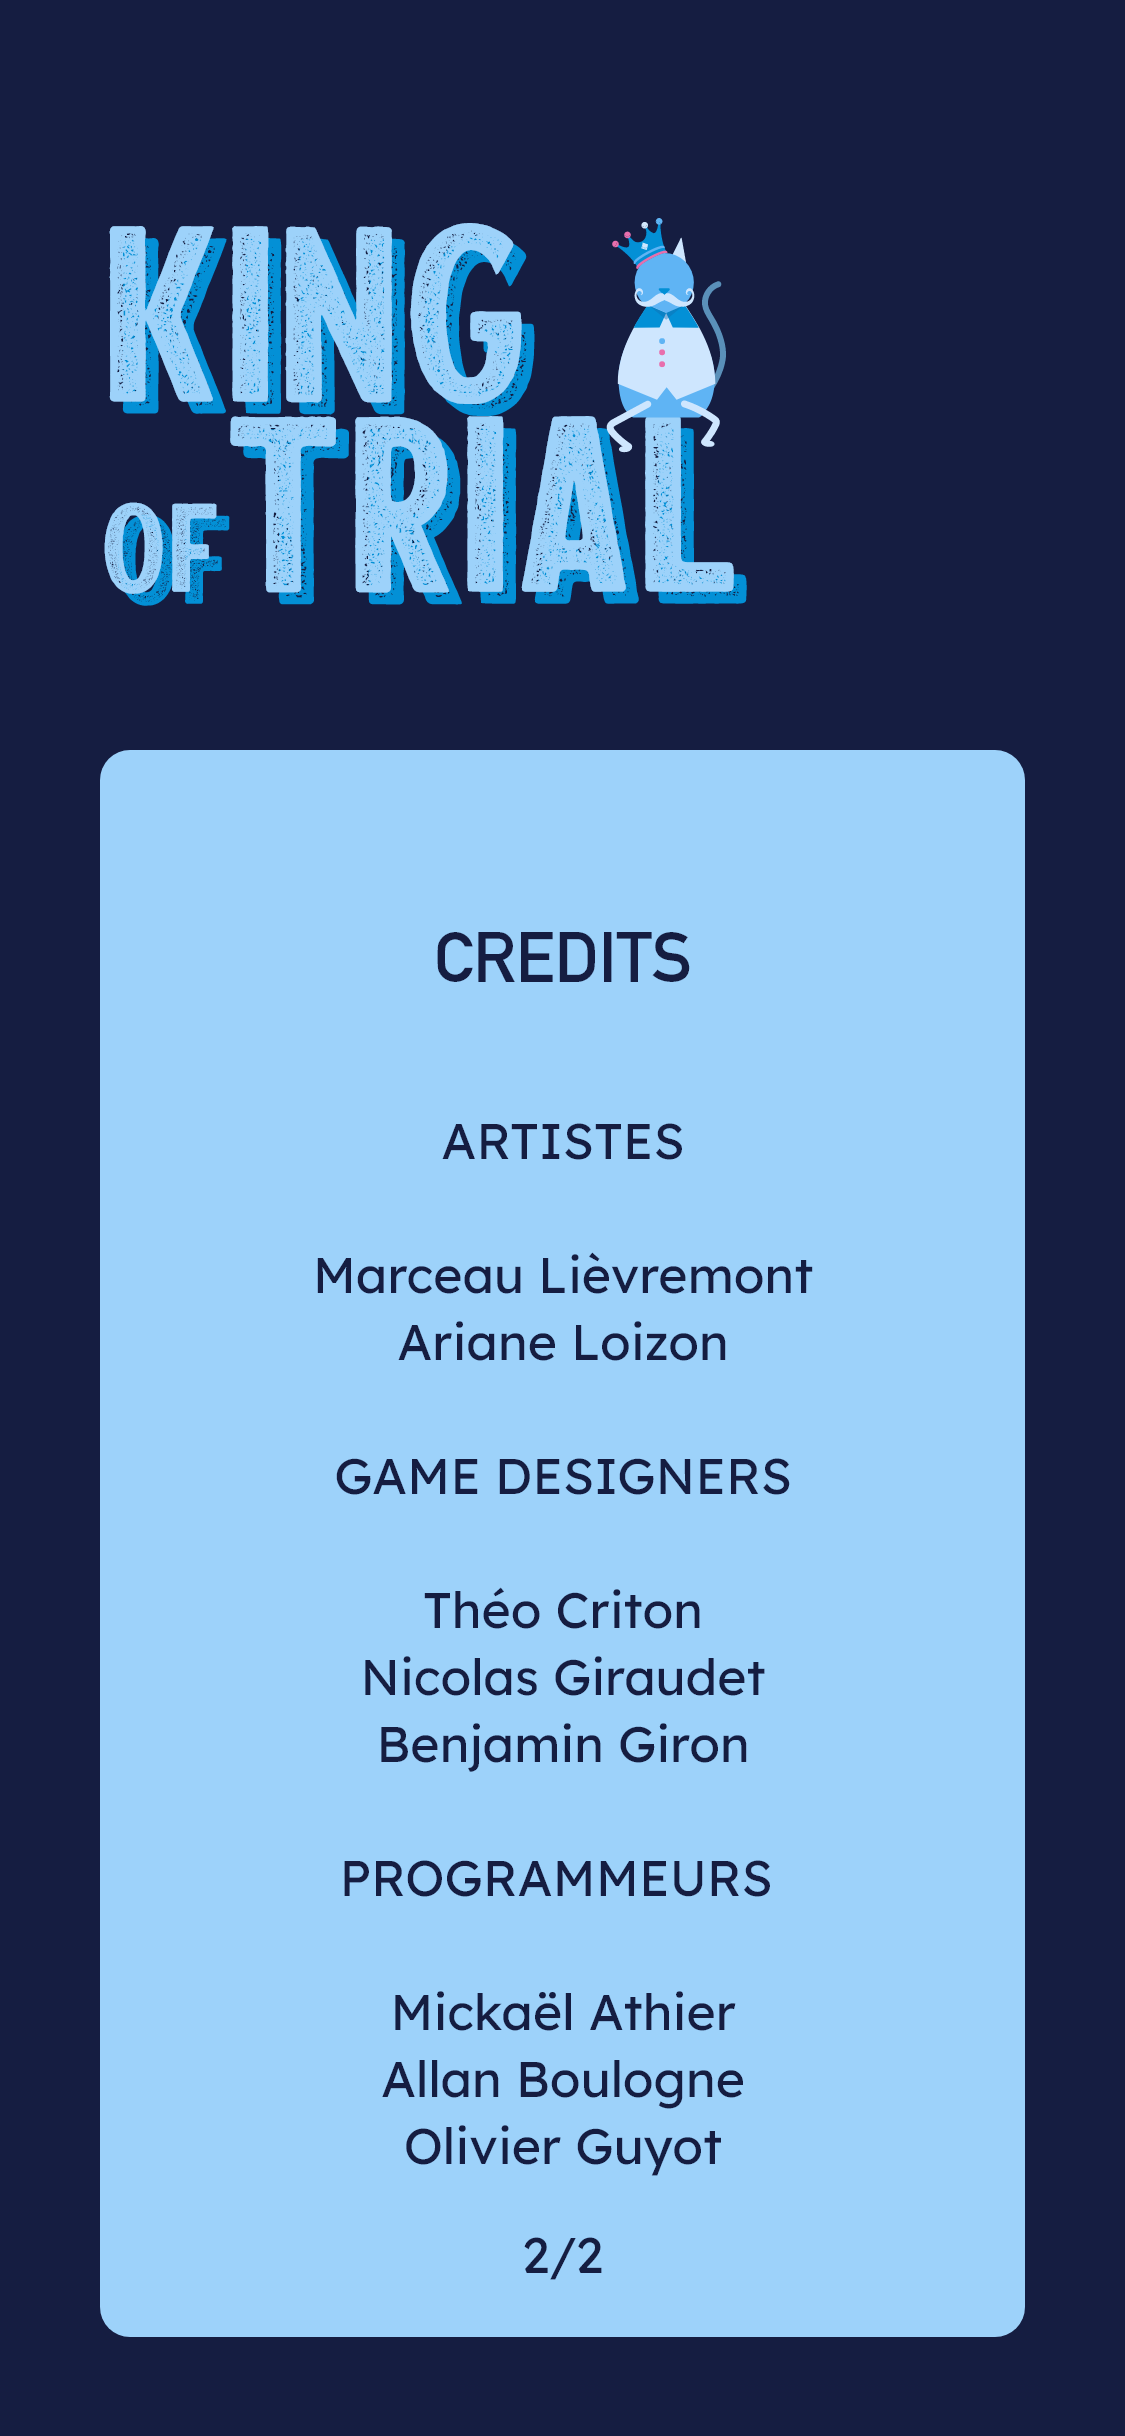 KING
OF TRIAL
CREDITS
ARTISTES
Marceau Lièvremont
Ariane Loizon
GAME DESIGNERS
Théo Criton
Nicolas Giraudet
Benjamin Giron
PROGRAMMEURS
Mickaël Athier
Allan Boulogne
Olivier Guyot
2/2